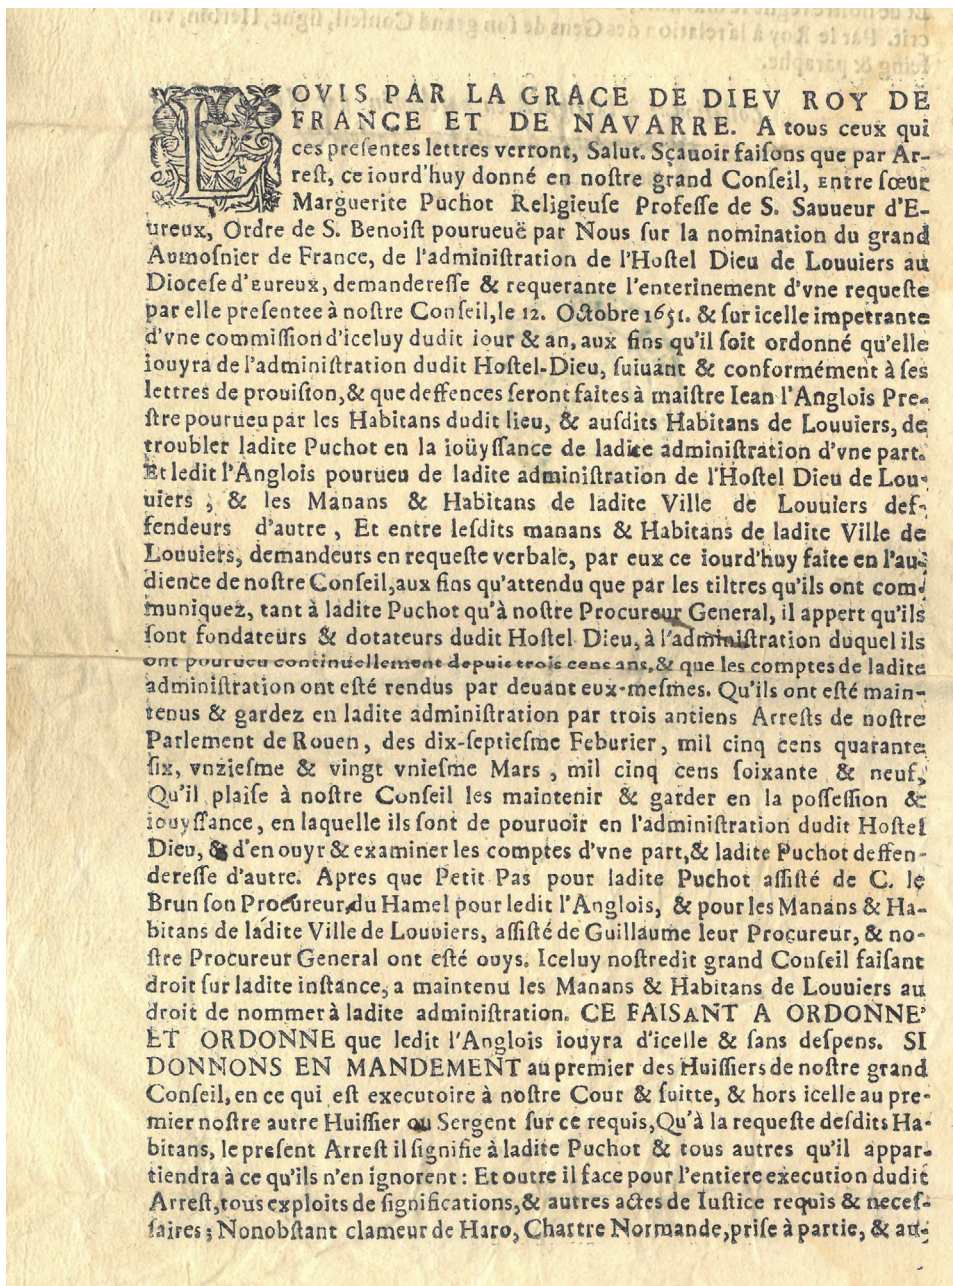 LOVIS PAR LA GRACE DE DIEV ROY DE
FRANCE ET DE NAVARRE. A tous ceux qui
ces preſentes lettres verront, Salut. Sçauoir faiſons que par Ar-
reſt, ce iourd'huy donné en noſtre grand Conſeil, ENtre ſœur
Marguerite Puchot Religieuſe Profeſſe de S. Sauueur d'E-
ureux, Ordre de S. Benoiſt pourueuë par Nous ſur la nomination du grand
Aumoſnier de France, de l'adminiſtration de l'Hoſtel Dieu de Louuiers au
Dioceſe d'Eureux, demandereſſe & requerante l'enterinement d'vne requeſte
par elle preſentee à noſtre Conſeil, le 12. Octobre 1651. & ſur icelle impetrante
d'vne commiſſion d'iceluy dudit iour & an, aux fins qu'il ſoit ordonné qu'elle
iouyra de l'adminiſtration dudit Hoſtel-Dieu, ſuiuant & conformément à ſes
lettres de prouiſion, & que deffences ſeront faites à maiſtre Iean l'Anglois Pre-
ſtre pourueu par les Habitans dudit lieu, & auſdits Habitans de Louuiers, de
troubler ladite Puchot en la ioüyſſance de ladite adminiſtration d'vne part.
Et ledit l'Anglois pourueu de ladite adminiſtration de l'Hoſtel Dieu de Lou-
uiers ; & les Manans & Habitans de ladite Ville de Louuiers deſ-
fendeurs d'autre, Et entre leſdits manans & Habitans de ladite Ville de
Louuiers, demandeurs en requeſte verbale, par eux ce iourd'huy faite en l'au-
dience de noſtre Conſeil, aux fins qu'attendu que par les tiltres qu'ils ont com-
muniquez, tant à ladite Puchot qu'à noſtre Procureur General, il appert qu'ils
ſont fondateurs & dotateurs dudit Hoſtel Dieu, à l'adminiſtration duquel ils
ont pourueu continuellement depuis trois cens ans, & que les comptes de ladite
adminiſtration ont eſté rendus par deuant eux-meſmes. Qu'ils ont eſté main-
tenus & gardez en ladite adminiſtration par trois antiens Arreſts de noſtre
Parlement de Rouen, des dix-ſeptieſme Feburier, mil cinq cens quarante
ſix, vnzieſme & vingt vnieſme Mars, mil cinq cens ſoixante & neuf,
Qu'il plaiſe à noſtre Conſeil les maintenir & garder en la poſſeſſion &
iouyſſance, en laquelle ils ſont de pouruoir en l'adminiſtration dudit Hoſtel
Dieu, & d'en ouyr & examiner les comptes d'vne part, & ladite Puchot deffen-
dereſſe d'autre. Apres que Petit Pas pour ladite Puchot aſſiſté de C. le
Brun ſon Procureur, du Hamel pour ledit l'Anglois, & pour les Manans & Ha-
bitans de ladite Ville de Louuiers, aſſiſté de Guillaume leur Procureur, & no-
ſtre Procureur General ont eſté ouys. Iceluy noſtredit grand Conſeil faiſant
droit ſur ladite inſtance, a maintenu les Manans & Habitans de Louuiers au
droit de nommer à ladite adminiſtration. CE FAISANT A ORDONNE'
ET ORDONNE que ledit l'Anglois iouyra d'icelle & ſans deſpens. SI
DONNONS EN MANDEMENT au premier des Huiſſiers de noſtre grand
Conſeil, en ce qui eſt executoire à noſtre Cour & ſuitte, & hors icelle au pre-
mier noſtre autre Huiſſier ou Sergent ſur ce requis, Qu'à la requeſte deſdits Ha-
bitans, le preſent Arreſt il ſignifie à ladite Puchot & tous autres qu'il appar-
tiendra à ce qu'ils n'en ignorent : Et outre il face pour l'entiere execution dudit
Arreſt, tous exploits de ſignifications, & autres actes de Iuſtice requis & neceſ-
ſaires ; Nonobſtant clameur de Haro, Chartre Normande, priſe à partie, & au-